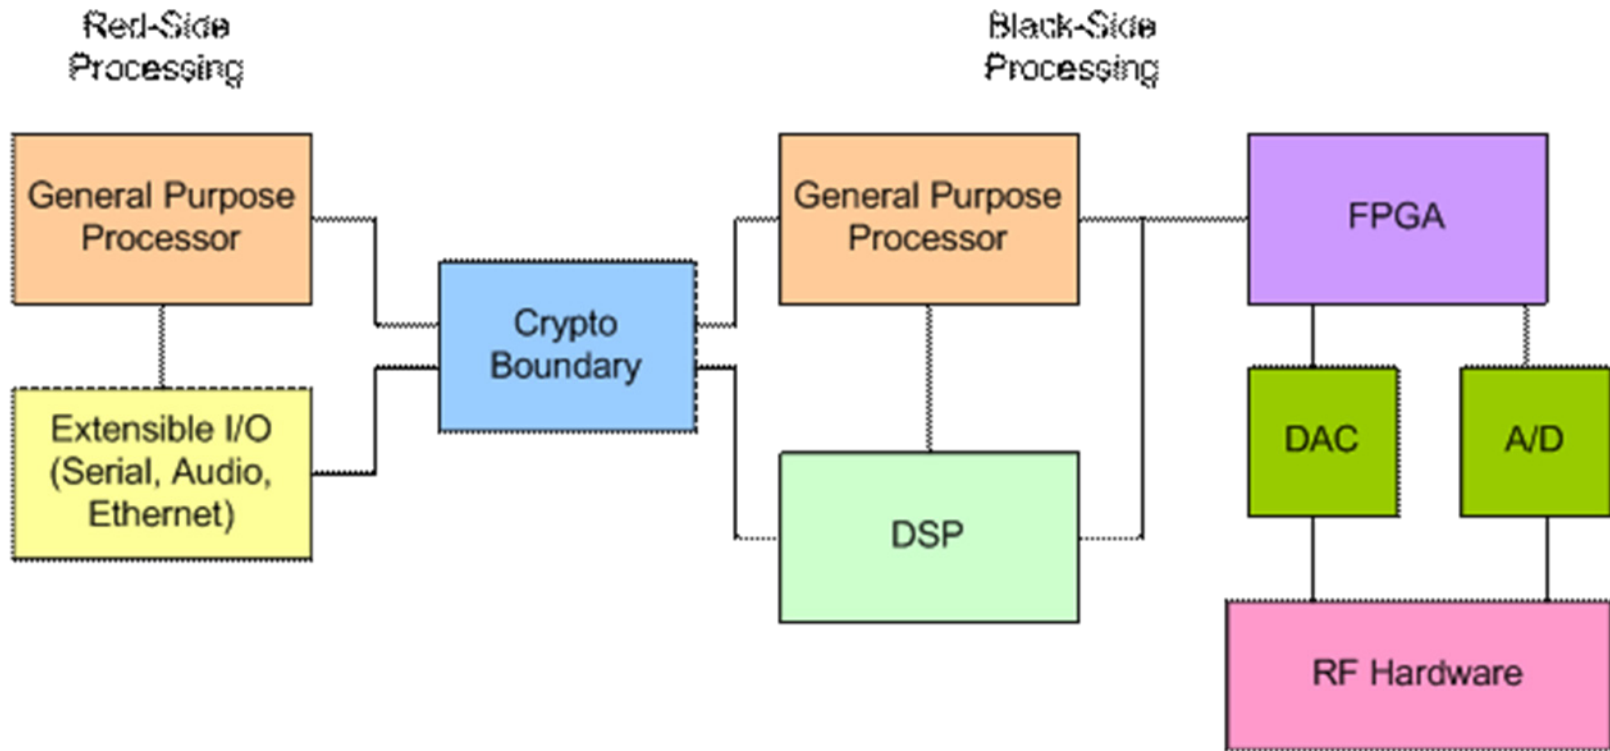 Red-Side
Processing
Black-Side
Processing
General Purpose
Processor
General Purpose
Processor
FPGA
Crypto
Boundary
Extensible I/O
(Serial, Audio,
Ethernet)
DSP
DAC
A/D
RF Hardware